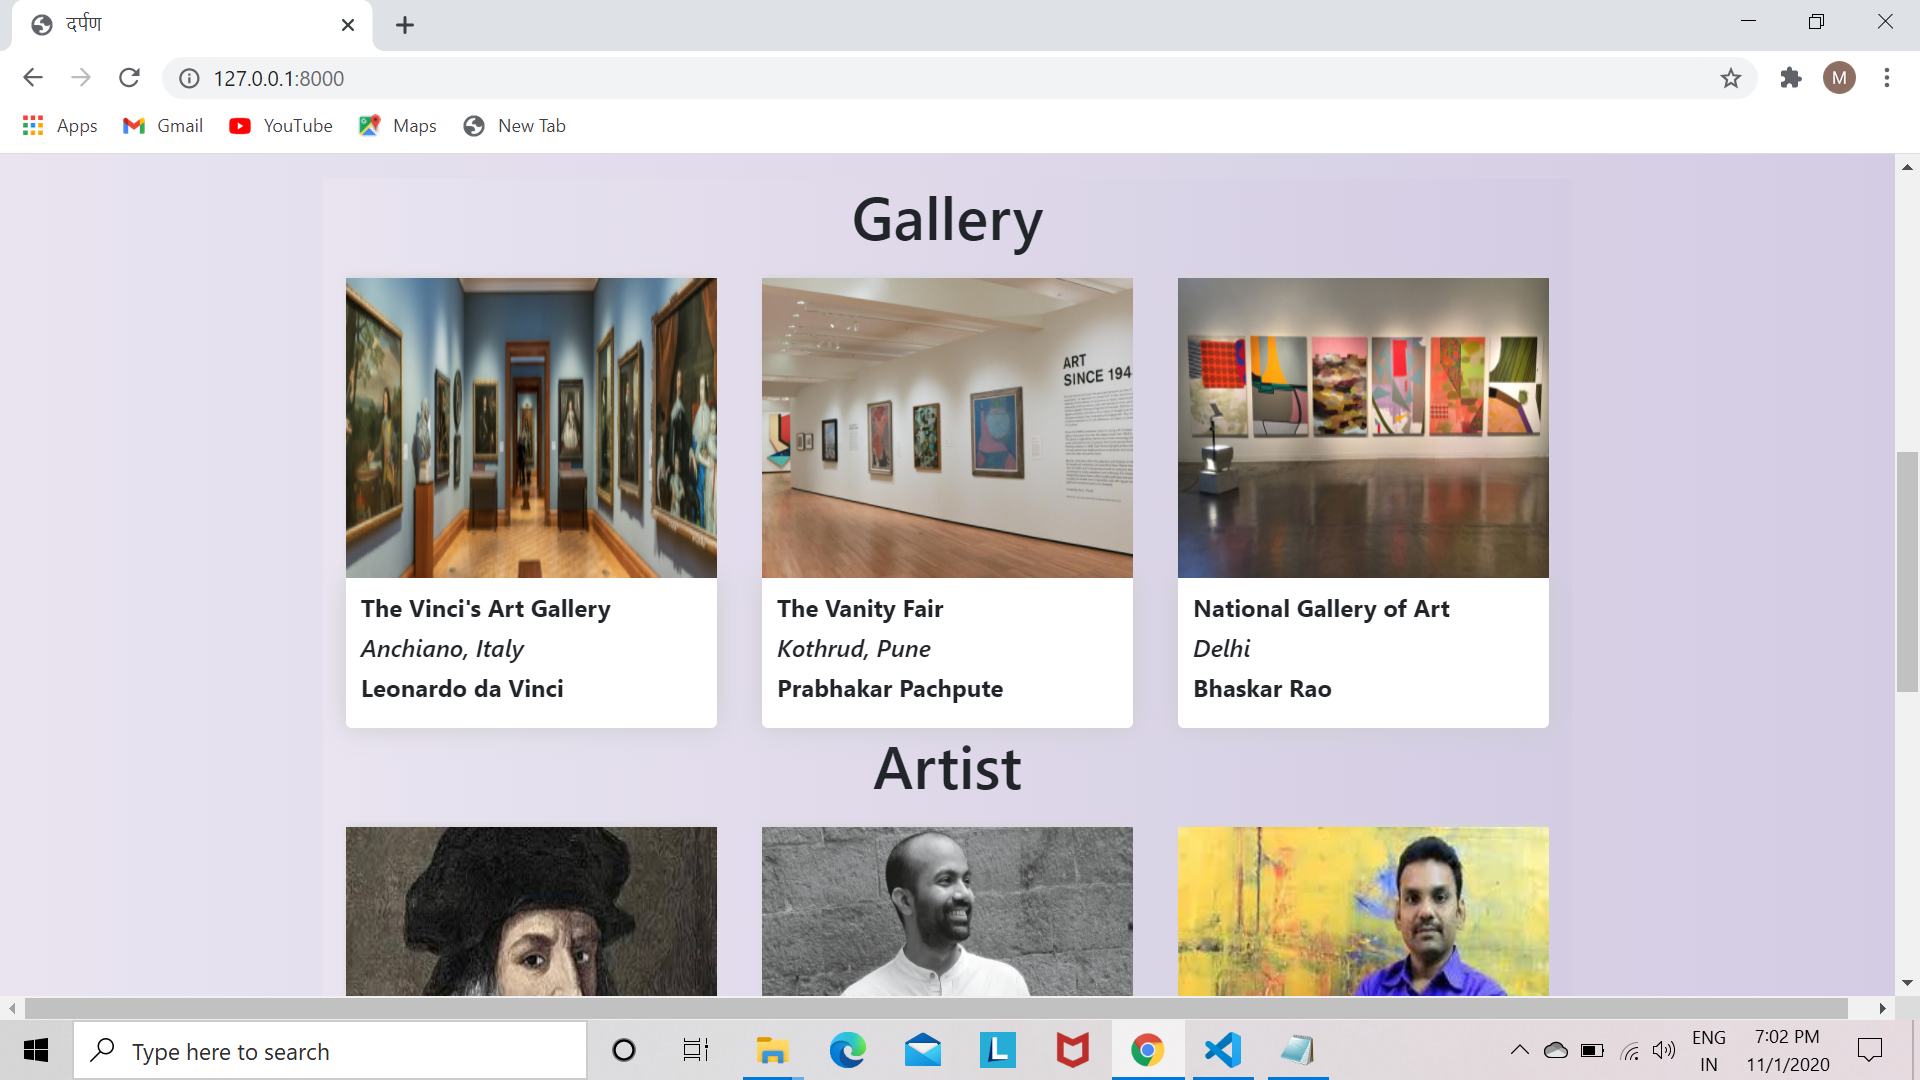 दर्पण
127.0.0.1:8000
M
Apps
Gmail
YouTube
Maps
New Tab
Gallery
ART
SINCE 194
The Vinci's Art Gallery
Anchiano, Italy
Leonardo da Vinci
The Vanity Fair
Kothrud, Pune
Prabhakar Pachpute
National Gallery of Art
Delhi
Bhaskar Rao
Artist
Type here to search
L
ENG
IN
7:02 PM
11/1/2020